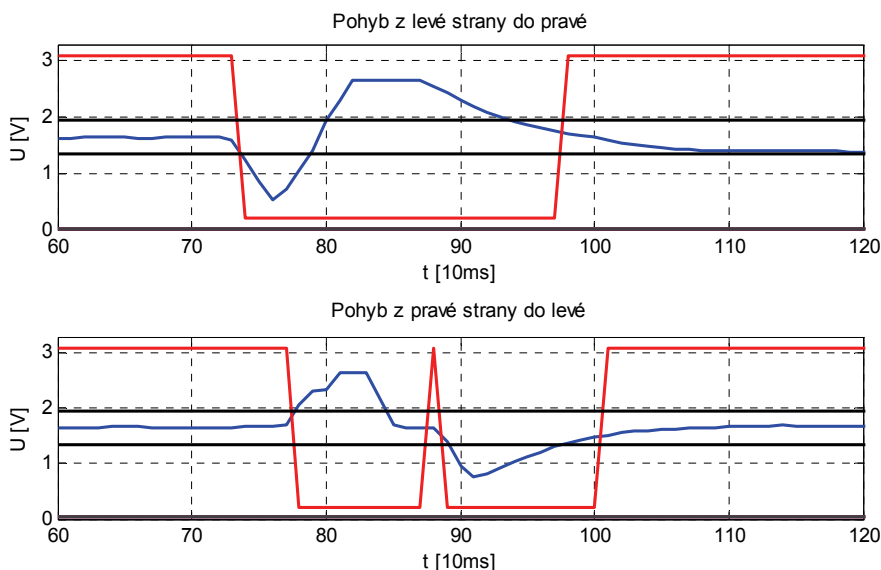 Pohyb z levé strany do pravé
3
2
1
0
U [V]
60 70 80 90 100 110 120
t [10ms]
Pohyb z pravé strany do levé
3
2
1
0
U [V]
60 70 80 90 100 110 120
t [10ms]